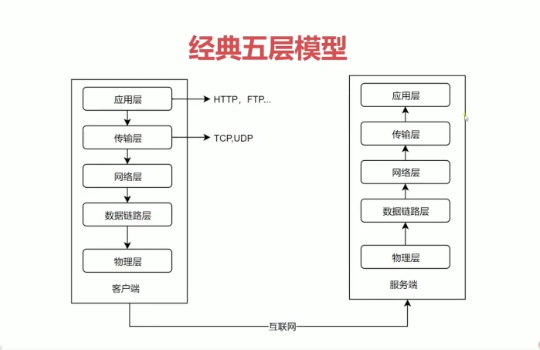 经典五层模型
应用层
HTTP，FTP...
传输层
TCP,UDP
网络层
数据链路层
物理层
客户端
应用层
传输层
网络层
数据链路层
物理层
服务端
互联网